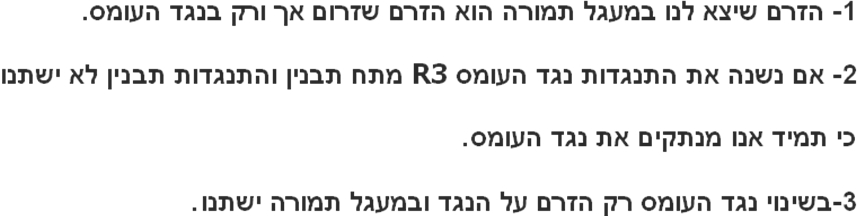 1- הזרם שיצא לנו במעגל תמורה הוא הזרם שזרום אך ורק בנגד העומס.
2- אם נשנה את התנגדות נגד העומס R3 מתח תבנין והתנגדות תבנין לא ישתנו
כי תמיד אנו מנתקים את נגד העומס.
3-בשינוי נגד העומס רק הזרם על הנגד ובמעגל תמורה ישתנו.